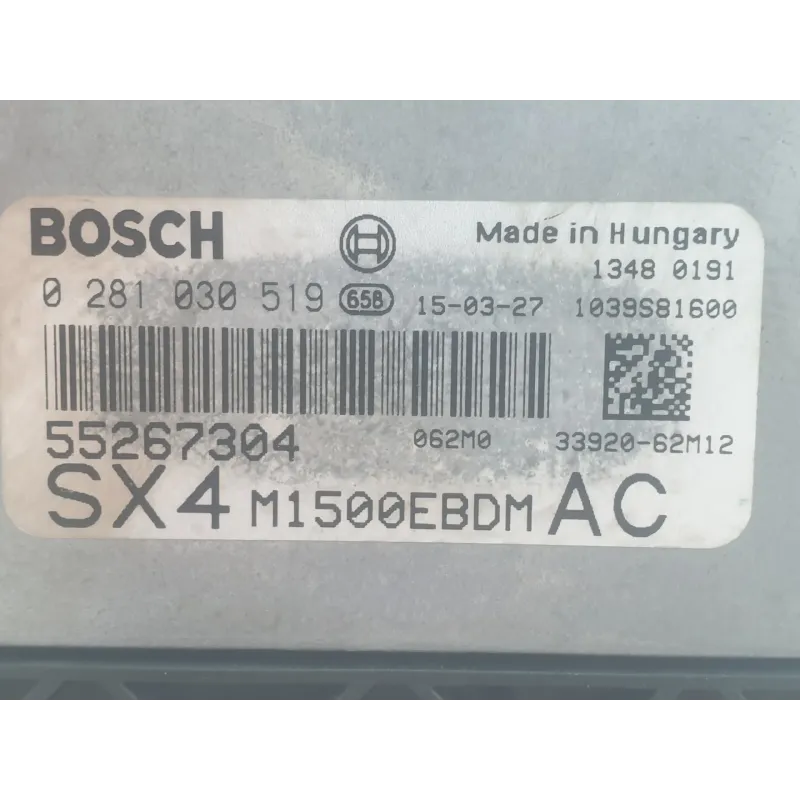 BOSCH Made in Hungary
1348 0191
0 281 030 519 658 15-03-27 1039S81600
55267304 062M0 33920-62M12
SX4 M1500EBDM AC